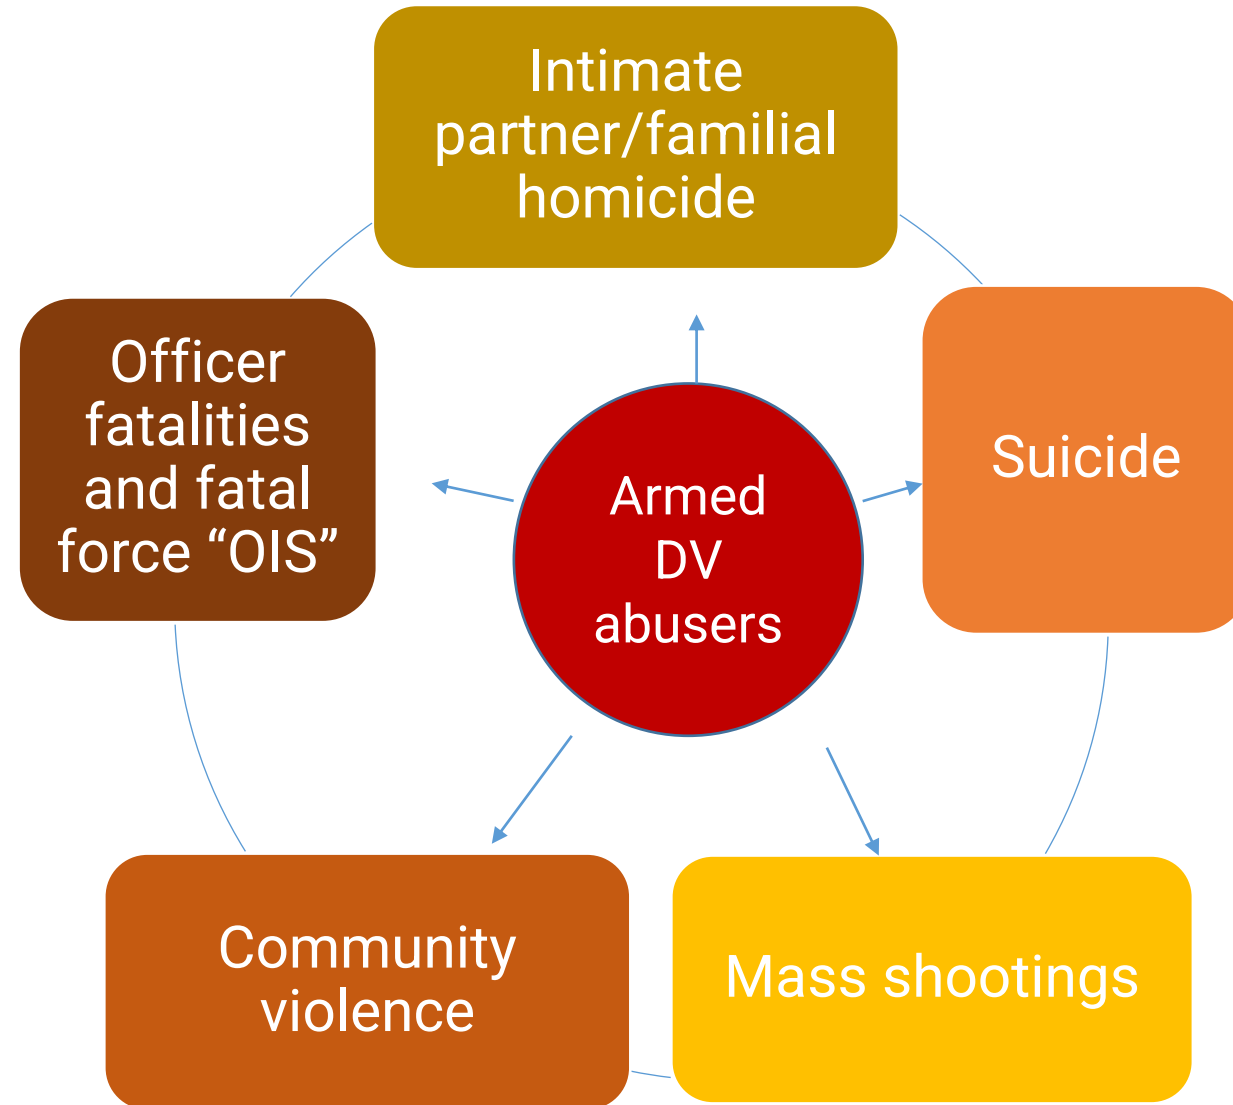 Intimate
partner/familial
homicide
Officer
fatalities
and fatal
force “OIS”
Suicide
Armed
DV
abusers
Community
violence
Mass shootings